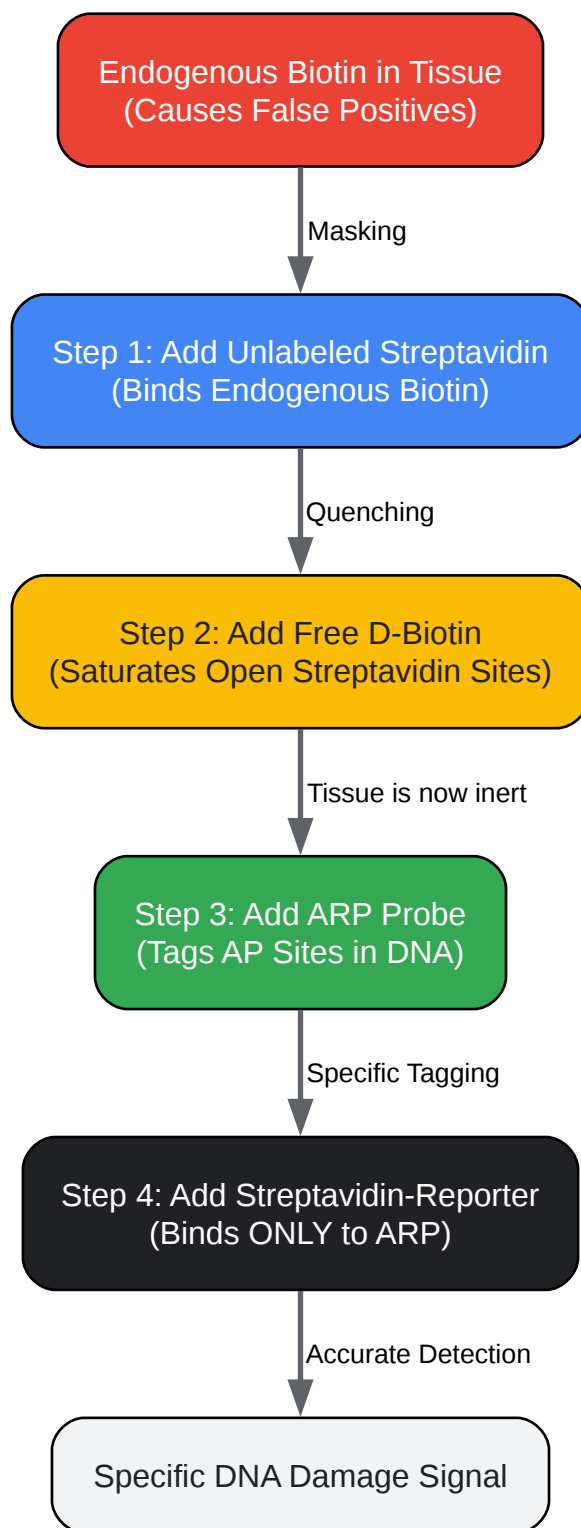 Endogenous Biotin in Tissue
(Causes False Positives)
Masking
Step 1: Add Unlabeled Streptavidin
(Binds Endogenous Biotin)
Quenching
Step 2: Add Free D-Biotin
(Saturates Open Streptavidin Sites)
Tissue is now inert
Step 3: Add ARP Probe
(Tags AP Sites in DNA)
Specific Tagging
Step 4: Add Streptavidin-Reporter
(Binds ONLY to ARP)
Accurate Detection
Specific DNA Damage Signal